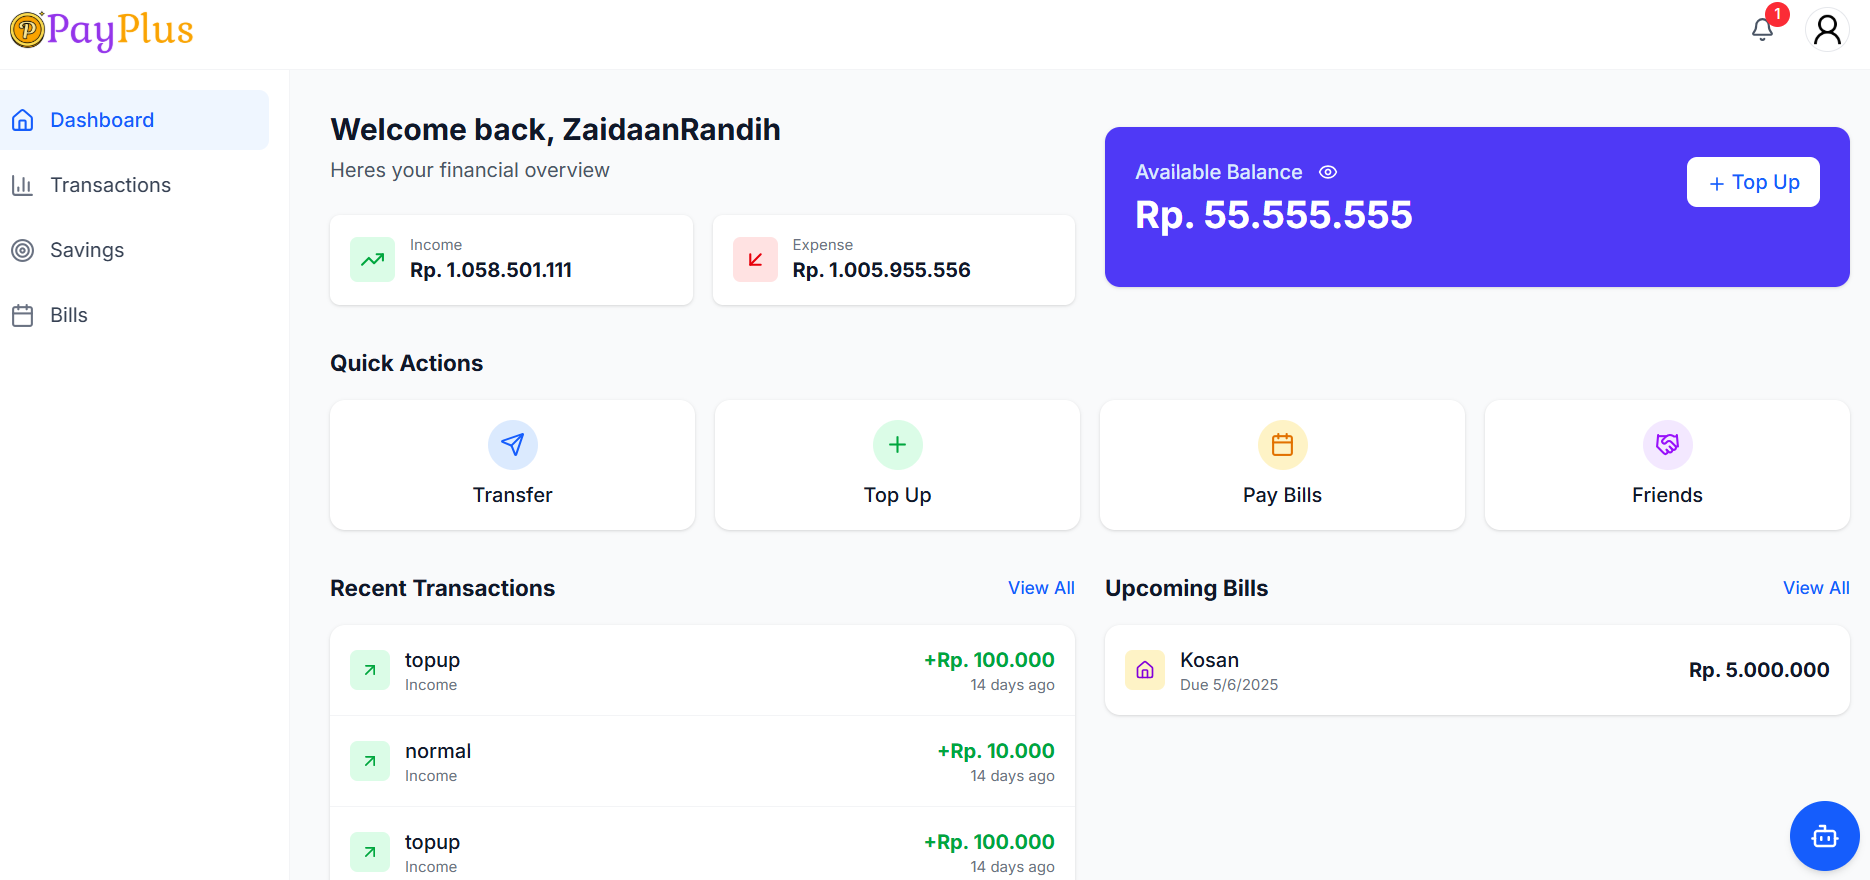 PayPlus
1
Dashboard
Transactions
Savings
Bills
Welcome back, ZaidaanRandih
Heres your financial overview
Income
Rp. 1.058.501.111
Expense
Rp. 1.005.955.556
Available Balance
Rp. 55.555.555
+ Top Up
Quick Actions
Transfer
Top Up
Pay Bills
Friends
Recent Transactions
View All
topup
+Rp. 100.000
Income
14 days ago
normal
+Rp. 10.000
Income
14 days ago
topup
+Rp. 100.000
Income
14 days ago
Upcoming Bills
View All
Kosan
Due 5/6/2025
Rp. 5.000.000